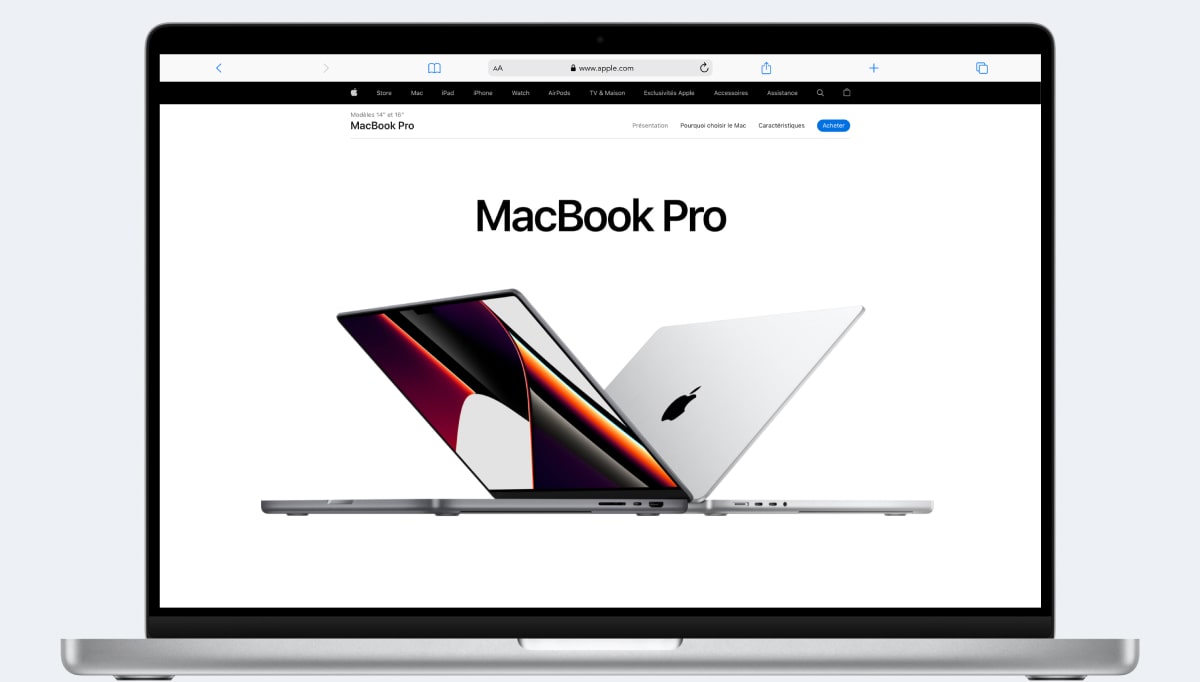 AA www.apple.com
Store Mac iPad iPhone Watch AirPods TV & Maison Exclusivités Apple Accessoires Assistance
Modèles 14" et 16"
MacBook Pro
Présentation Pourquoi choisir le Mac Caractéristiques Acheter
MacBook Pro